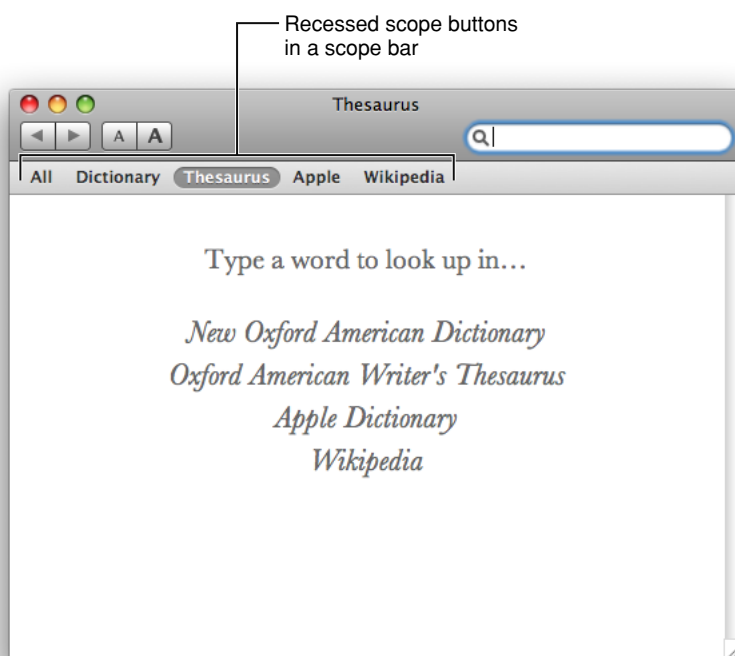 Recessed scope buttons
in a scope bar
Thesaurus
A A
All Dictionary Thesaurus Apple Wikipedia
Type a word to look up in…
New Oxford American Dictionary
Oxford American Writer's Thesaurus
Apple Dictionary
Wikipedia